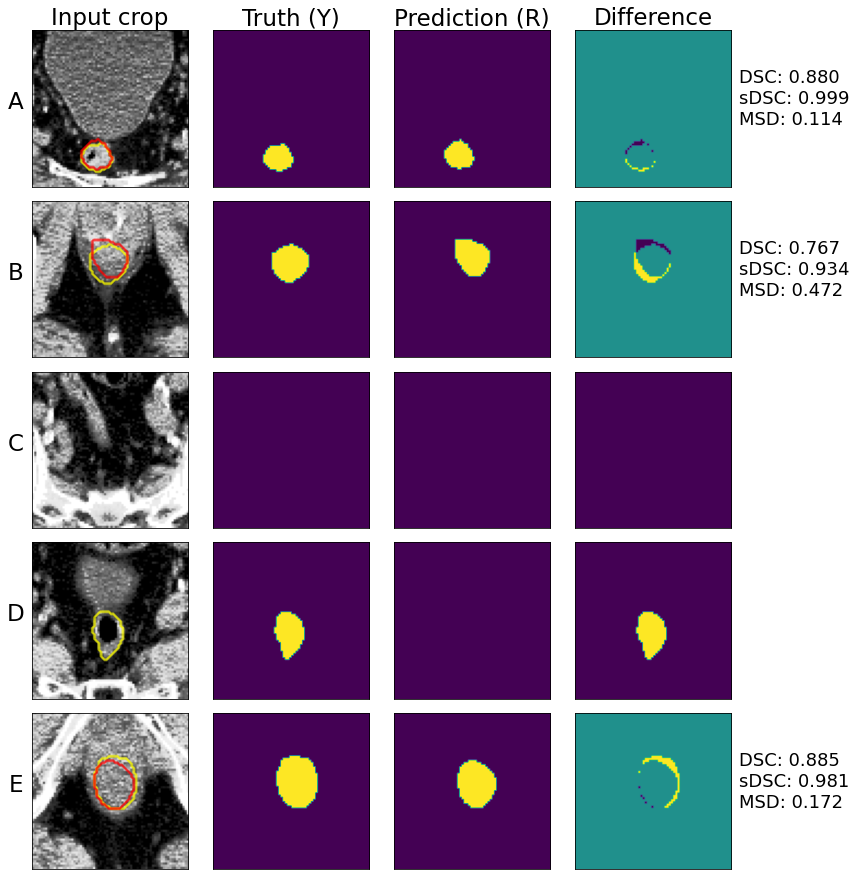 Input crop Truth (Y) Prediction (R) Difference
A
DSC: 0.880
sDSC: 0.999
MSD: 0.114
B
DSC: 0.767
sDSC: 0.934
MSD: 0.472
C
D
E
DSC: 0.885
sDSC: 0.981
MSD: 0.172